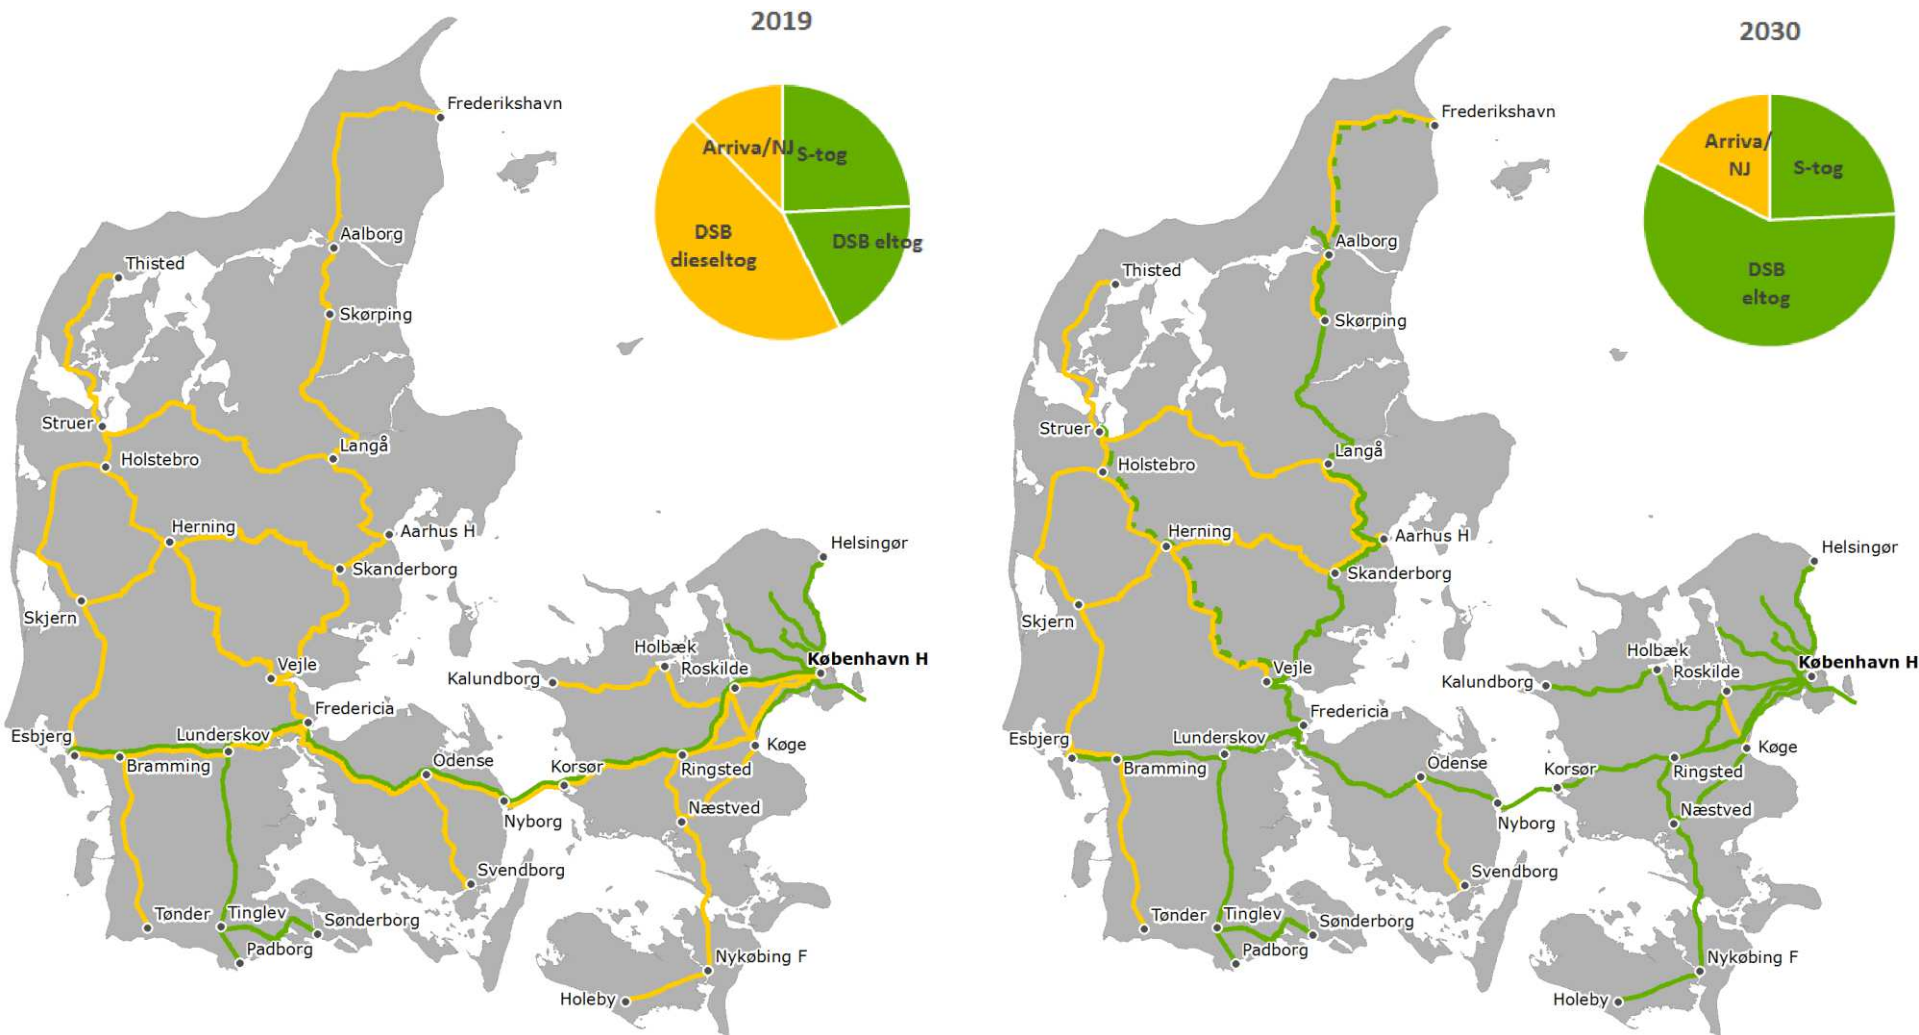 2019
Arriva/NJ
S-tog
DSB
dieseltog
DSB eltog
Frederikshavn
Aalborg
Thisted
Skørping
Struer
Langå
Holstebro
Herning
Aarhus H
Skanderborg
Helsingør
Skjern
Vejle
Holbæk
Roskilde
København H
Kalundborg
Fredericia
Esbjerg
Lunderskov
Bramming
Odense
Korsør
Køge
Ringsted
Nyborg
Næstved
Svendborg
Tønder
Tinglev
Sønderborg
Padborg
Nykøbing F
Holeby
2030
Arriva/
NJ
S-tog
DSB
eltog
Frederikshavn
Aalborg
Thisted
Skørping
Struer
Langå
Holstebro
Herning
Aarhus H
Skanderborg
Helsingør
Skjern
Vejle
Holbæk
Roskilde
København H
Kalundborg
Fredericia
Esbjerg
Lunderskov
Bramming
Odense
Korsør
Køge
Ringsted
Nyborg
Næstved
Svendborg
Tønder
Tinglev
Sønderborg
Padborg
Nykøbing F
Holeby